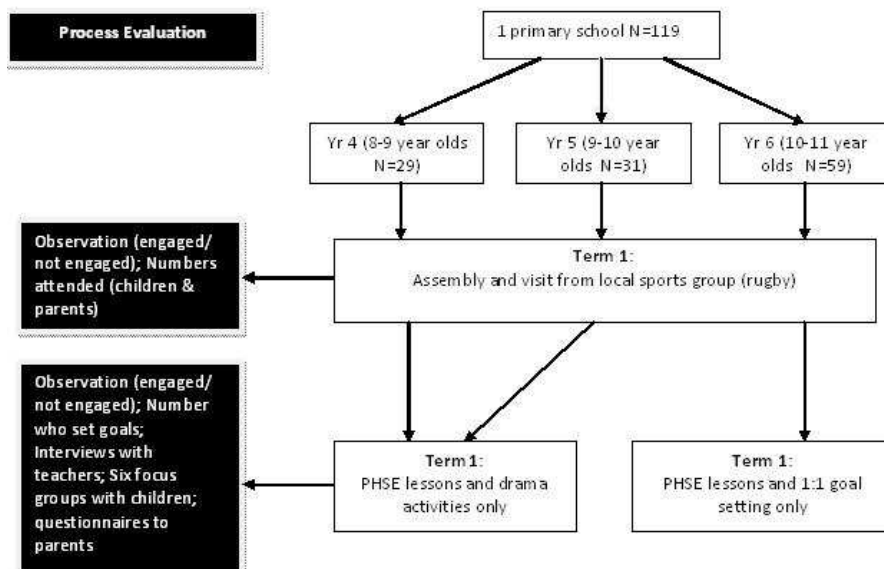 Process Evaluation
1 primary school N=119
Yr 4 (8-9 year olds
N=29)
Yr 5 (9-10 year
olds N=31)
Yr 6 (10-11 year
olds N=59)
Observation (engaged/
not engaged); Numbers
attended (children &
parents)
Term 1:
Assembly and visit from local sports group (rugby)
Observation (engaged/
not engaged); Number
who set goals;
Interviews with
teachers; Six focus
groups with children;
questionnaires to
parents
Term 1:
PHSE lessons and drama
activities only
Term 1:
PHSE lessons and 1:1 goal
setting only